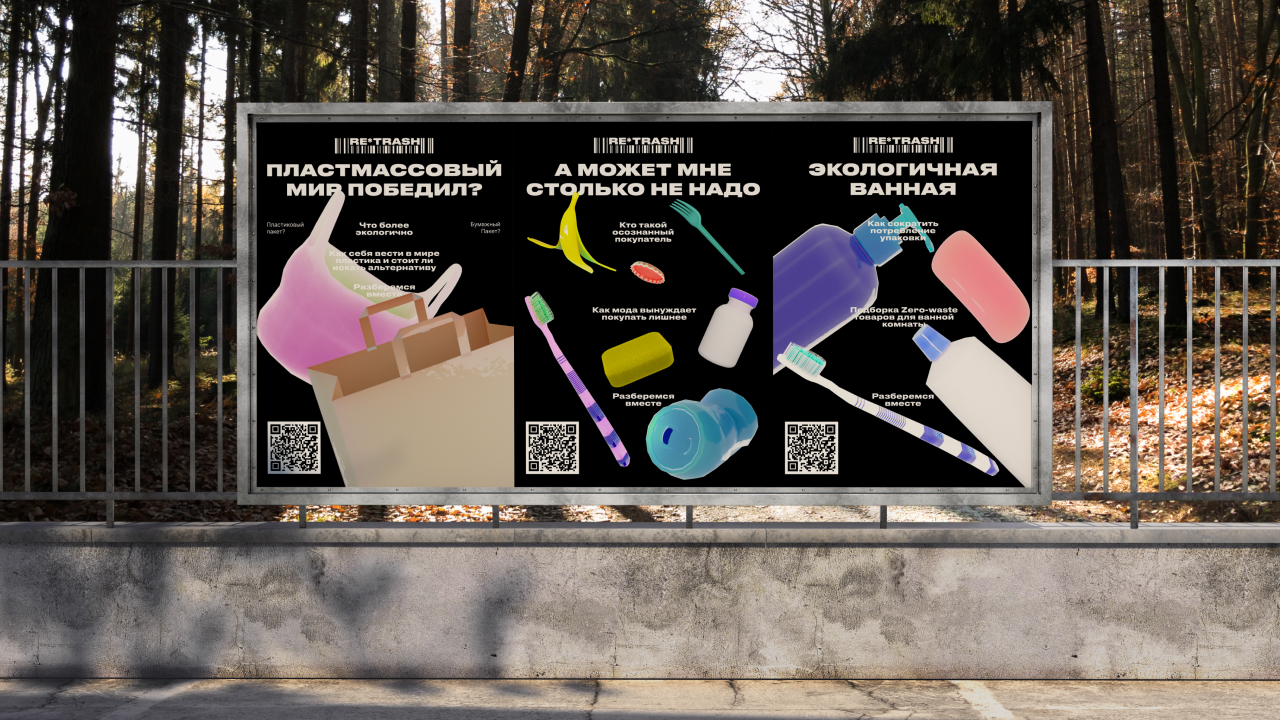 RE*TRASH
ПЛАСТМАССОВЫЙ
МИР ПОБЕДИЛ?
Пластиковый
пакет?
Что более
экологично
Бумажный
Пакет?
Как себя вести в мире
пластика и стоит ли
искать альтернативу
Разберемся
вместе
RE*TRASH
А МОЖЕТ МНЕ
СТОЛЬКО НЕ НАДО
Кто такой
осознанный
покупатель
Как мода вынуждает
покупать лишнее
Разберемся
вместе
RE*TRASH
ЭКОЛОГИЧНАЯ
ВАННАЯ
Как сократить
потребление
упаковки
Подборка Zero-waste
товаров для ванной
комнаты
Разберемся
вместе